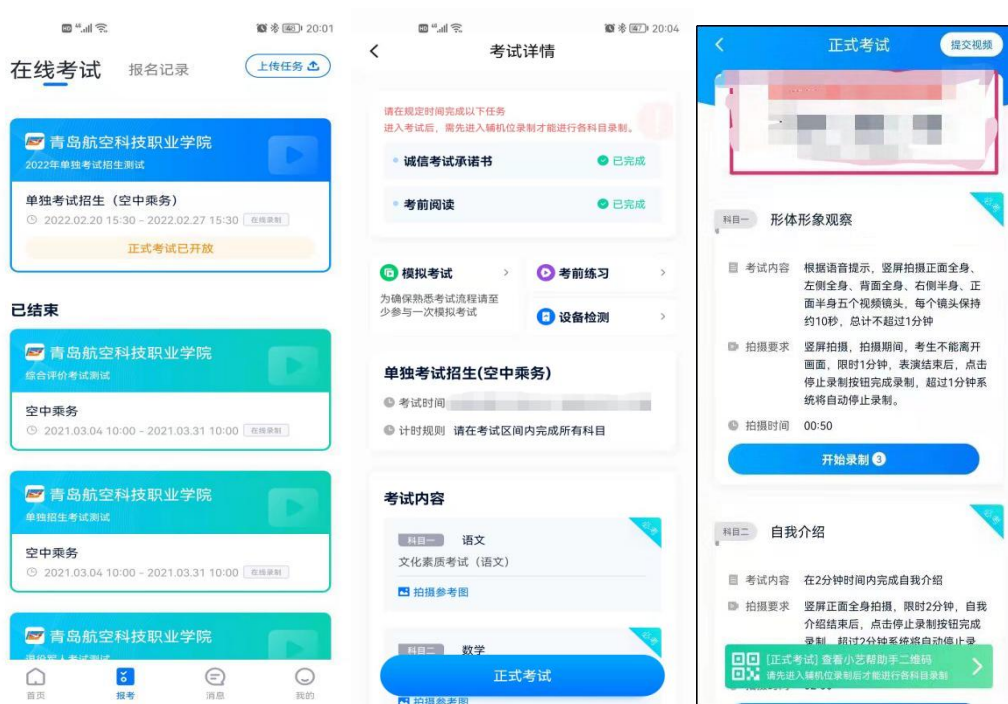 20:01
在线考试
报名记录
上传任务
青岛航空科技职业学院
2022年单独考试招生测试
单独考试招生（空中乘务）
2022.02.20 15:30 – 2022.02.27 15:30 在线录制
正式考试已开放
已结束
青岛航空科技职业学院
综合评价考试测试
空中乘务
2021.03.04 10:00 – 2021.03.31 10:00 在线录制
青岛航空科技职业学院
单独招生考试测试
空中乘务
2021.03.04 10:00 – 2021.03.31 10:00 在线录制
青岛航空科技职业学院
首页
报考
消息
我的
20:04
考试详情
请在规定时间完成以下任务
进入考试后，需先进入辅机位录制才能进行各科目录制。
诚信考试承诺书
已完成
考前阅读
已完成
模拟考试
为确保熟悉考试流程请至
少参与一次模拟考试
考前练习
设备检测
单独考试招生(空中乘务)
考试时间
计时规则 请在考试区间内完成所有科目
考试内容
必考
科目一 语文
文化素质考试（语文）
拍摄参考图
必考
科目二 数学
正式考试
拍摄参考图
正式考试
提交视频
必考
科目一 形体形象观察
考试内容 根据语音提示，竖屏拍摄正面全身、
左侧全身、背面全身、右侧半身、正
面半身五个视频镜头，每个镜头保持
约10秒，总计不超过1分钟
拍摄要求 竖屏拍摄，拍摄期间，考生不能离开
画面，限时1分钟，表演结束后，点击
停止录制按钮完成录制，超过1分钟系
统将自动停止录制。
拍摄时间 00:50
开始录制 3
必考
科目二 自我介绍
考试内容 在2分钟时间内完成自我介绍
拍摄要求 竖屏正面全身拍摄，限时2分钟，自我
介绍结束后，点击停止录制按钮完成
录制，超过2分钟系统将自动停止录
[正式考试] 查看小艺帮助手二维码
请先进入辅机位录制后才能进行各科目录制